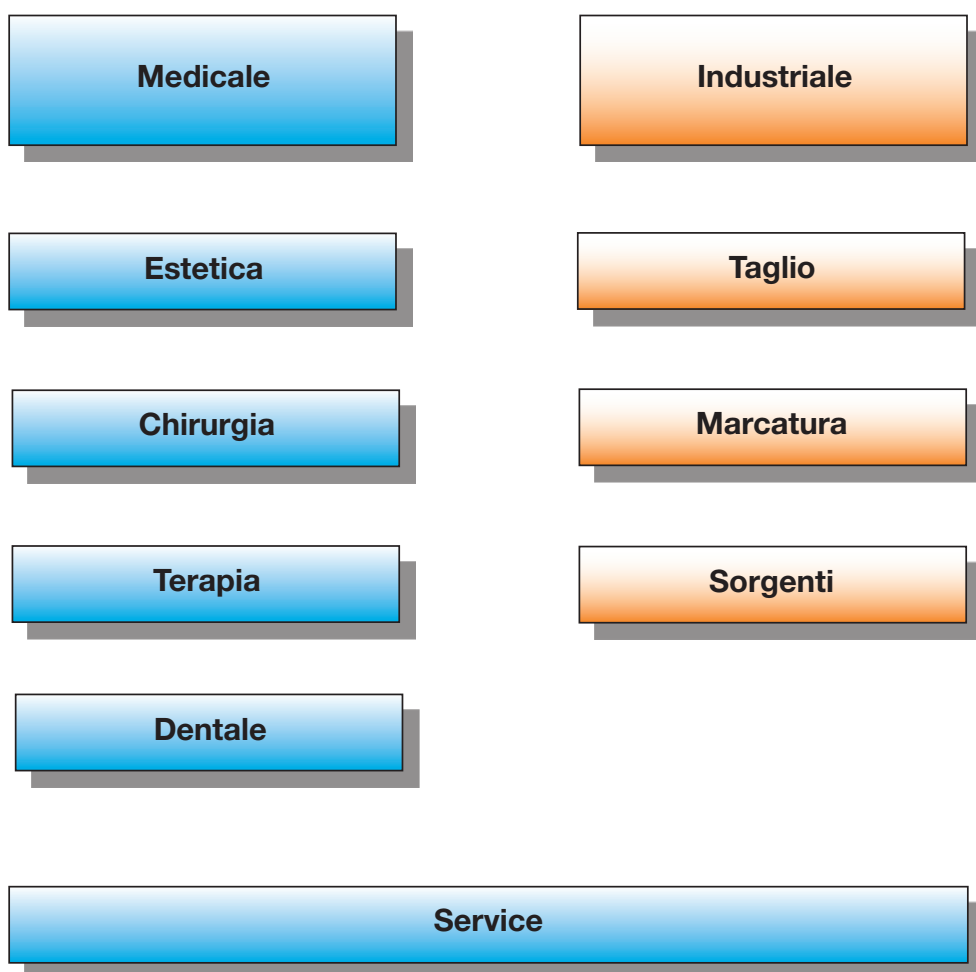 Medicale
Industriale
Estetica
Taglio
Chirurgia
Marcatura
Terapia
Sorgenti
Dentale
Service